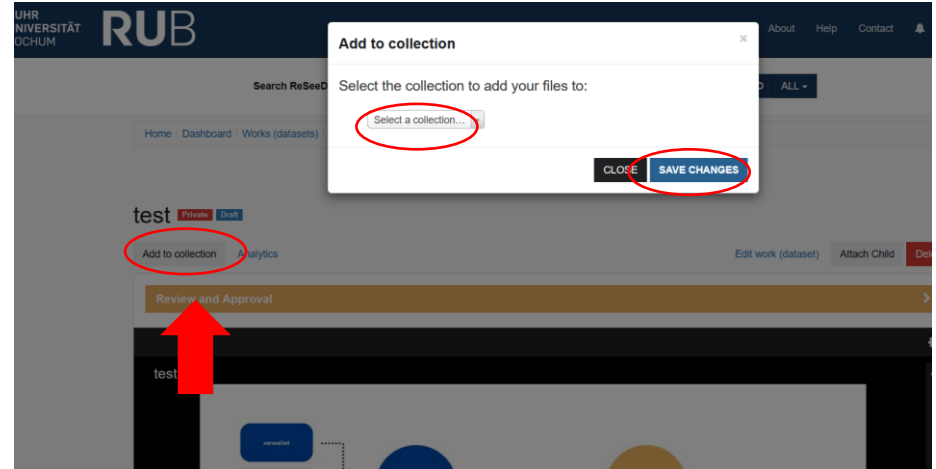 UHR
NIVERSITÄT
OCHUM
RUB
About Help Contact
Search ReSeeD
ALL
Add to collection
×
Select the collection to add your files to:
Select a collection...
CLOSE SAVE CHANGES
Home / Dashboard / Works (datasets)
test Private Draft
Add to collection Analytics Edit work (dataset) Attach Child Del
Review and Approval
test
verwaltet